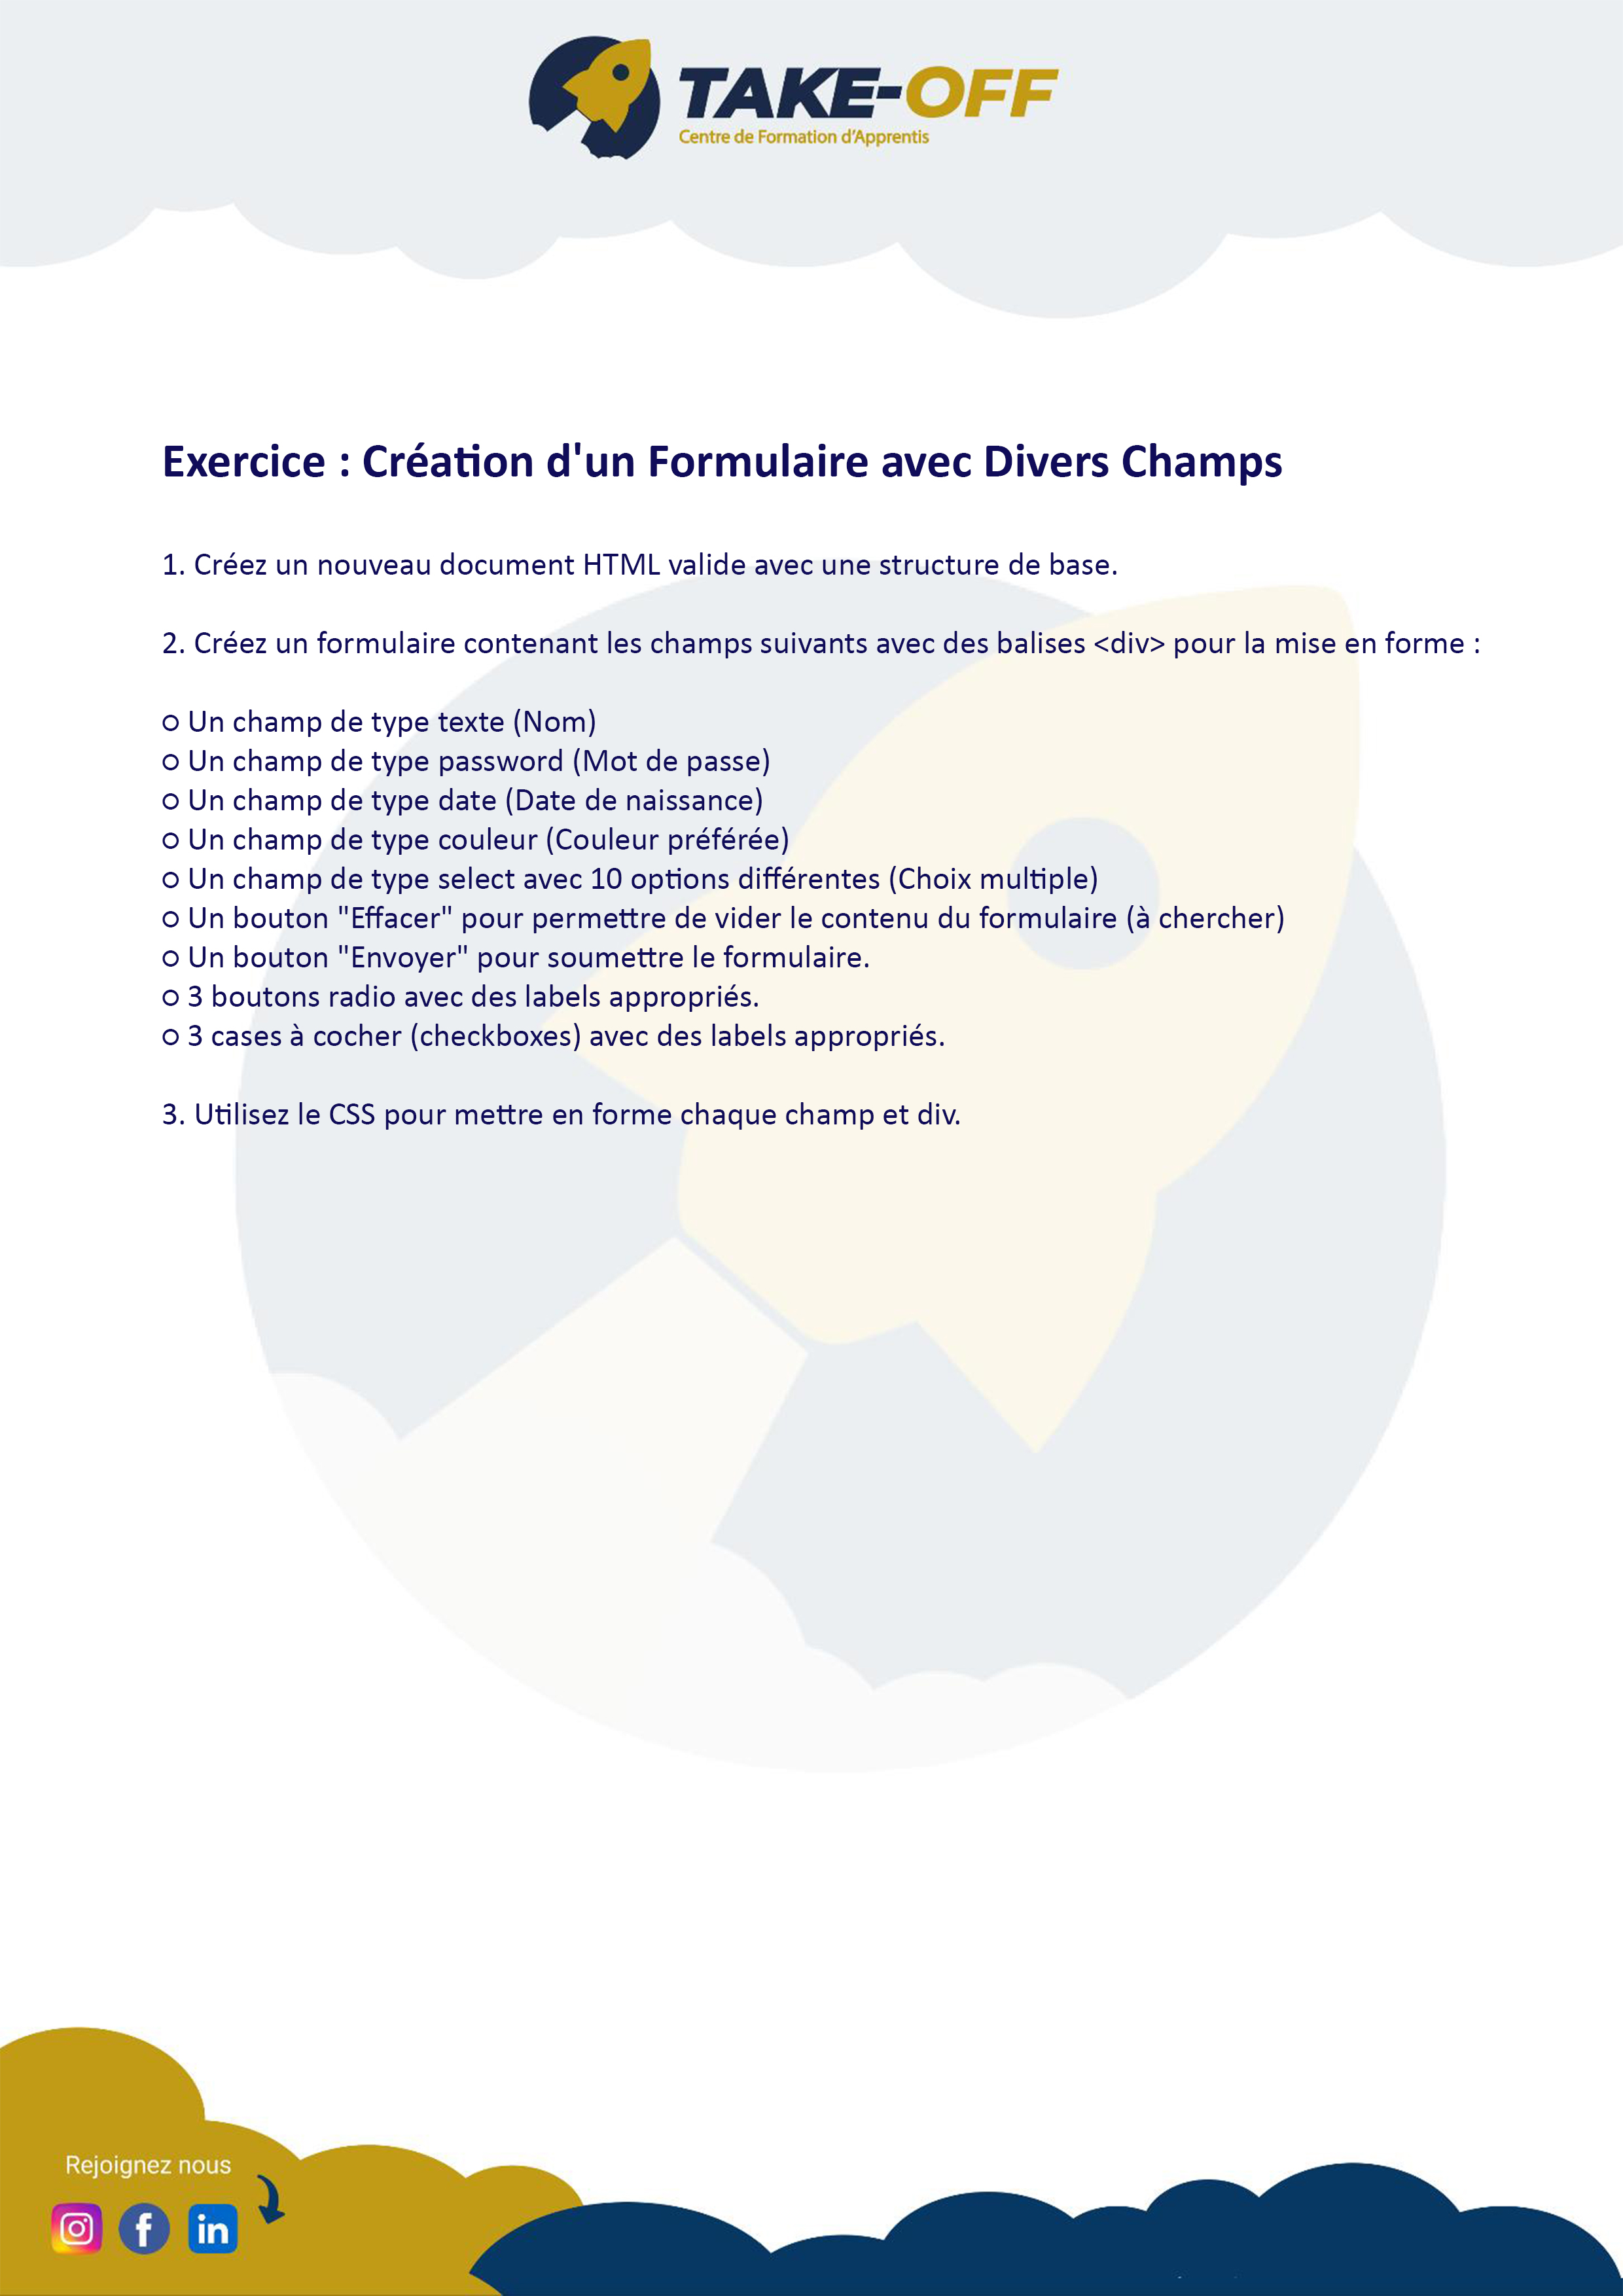 TAKE-OFF
Centre de Formation d'Apprentis
Exercice : Création d'un Formulaire avec Divers Champs
1. Créez un nouveau document HTML valide avec une structure de base.
2. Créez un formulaire contenant les champs suivants avec des balises <div> pour la mise en forme :
○ Un champ de type texte (Nom)
○ Un champ de type password (Mot de passe)
○ Un champ de type date (Date de naissance)
○ Un champ de type couleur (Couleur préférée)
○ Un champ de type select avec 10 options différentes (Choix multiple)
○ Un bouton "Effacer" pour permettre de vider le contenu du formulaire (à chercher)
○ Un bouton "Envoyer" pour soumettre le formulaire.
○ 3 boutons radio avec des labels appropriés.
○ 3 cases à cocher (checkboxes) avec des labels appropriés.
3. Utilisez le CSS pour mettre en forme chaque champ et div.
Rejoignez nous
f in